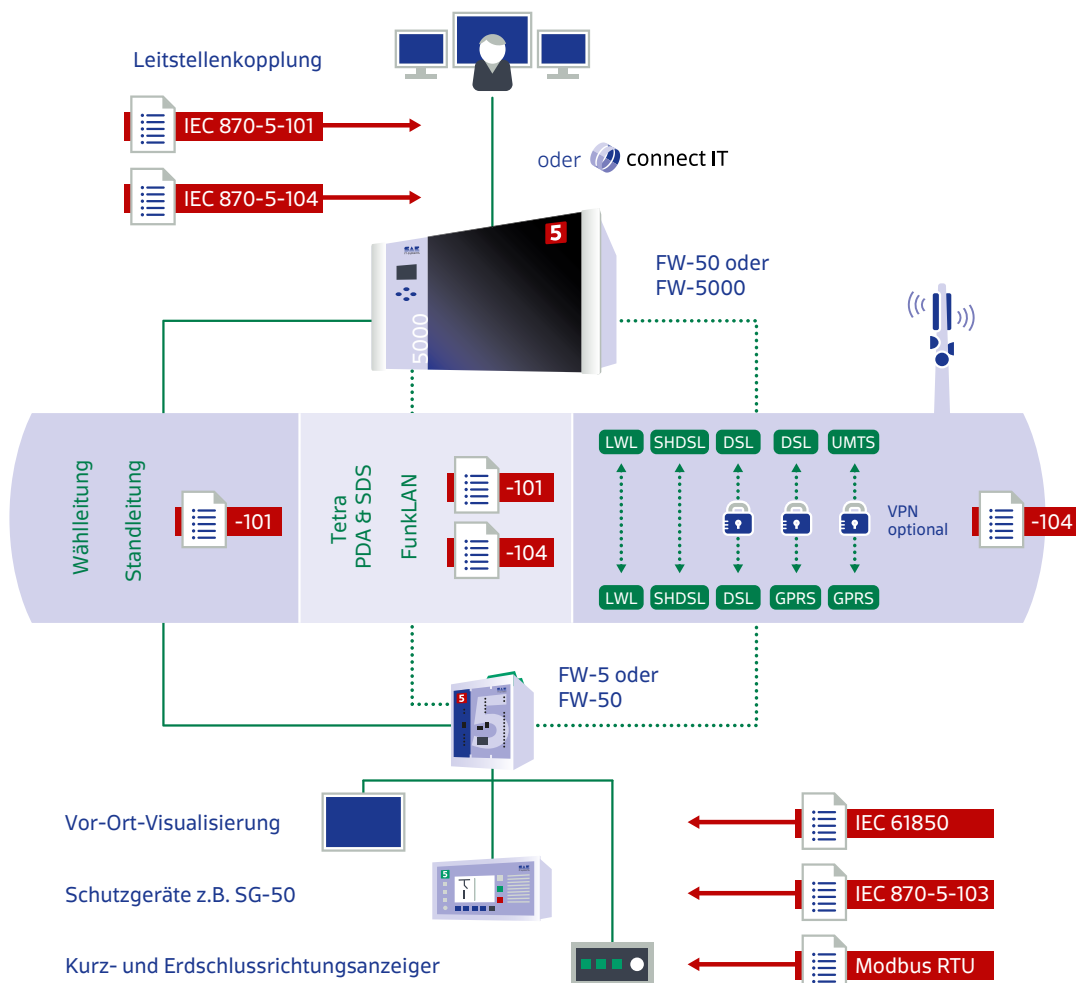 Leitstellenkopplung
IEC 870-5-101
oder connect IT
IEC 870-5-104
5
5000
FW-50 oder
FW-5000
Wählleitung
Standleitung
-101
Tetra
PDA & SDS
FunkLAN
-101
-104
LWL SHDSL DSL DSL UMTS
VPN
optional
-104
LWL SHDSL DSL GPRS GPRS
FW-5 oder
FW-50
5
5
Vor-Ort-Visualisierung
IEC 61850
5
Schutzgeräte z.B. SG-50
IEC 870-5-103
Kurz- und Erdschlussrichtungsanzeiger
Modbus RTU